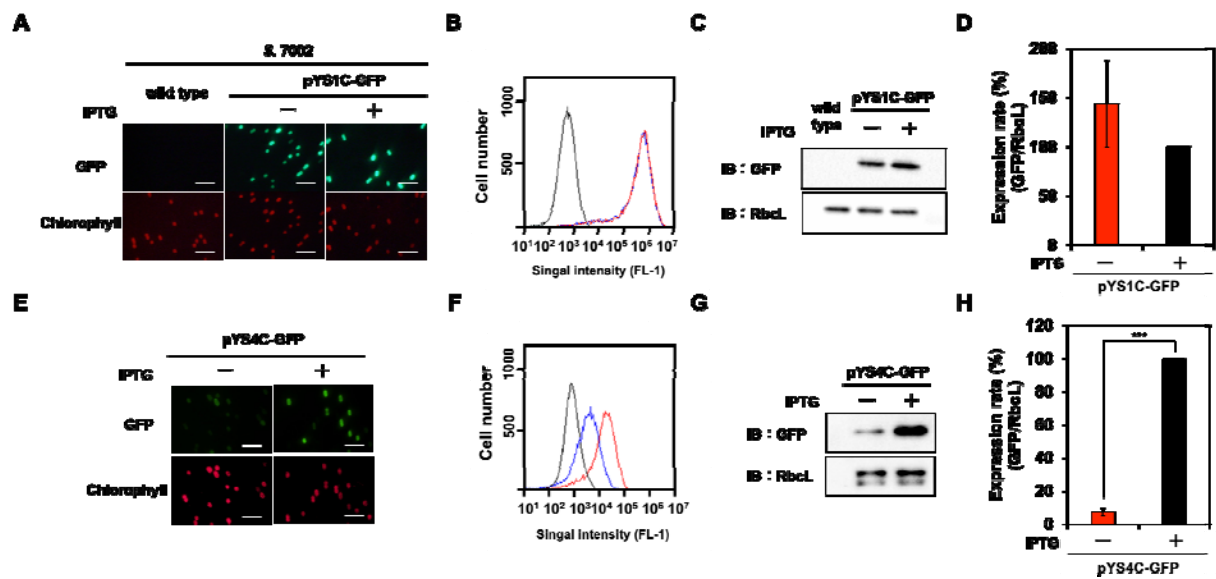 A
S. 7002
wild type
pYS1C-GFP
IPTG
− +
GFP
Chlorophyll
B
Cell number
1000
500
10¹ 10² 10³ 10⁴ 10⁵ 10⁶ 10⁷
Singal intensity (FL-1)
C
wild type
pYS1C-GFP
IPTG − +
IB : GFP
IB : RbcL
D
Expression rate (%)
(GFP/RbcL)
200
150
100
50
0
IPTG − +
pYS1C-GFP
E
pYS4C-GFP
IPTG − +
GFP
Chlorophyll
F
Cell number
1000
500
10¹ 10² 10³ 10⁴ 10⁵ 10⁶ 10⁷
Singal intensity (FL-1)
G
pYS4C-GFP
IPTG − +
IB : GFP
IB : RbcL
H
Expression rate (%)
(GFP/RbcL)
120
100
80
60
40
20
0
***
IPTG − +
pYS4C-GFP